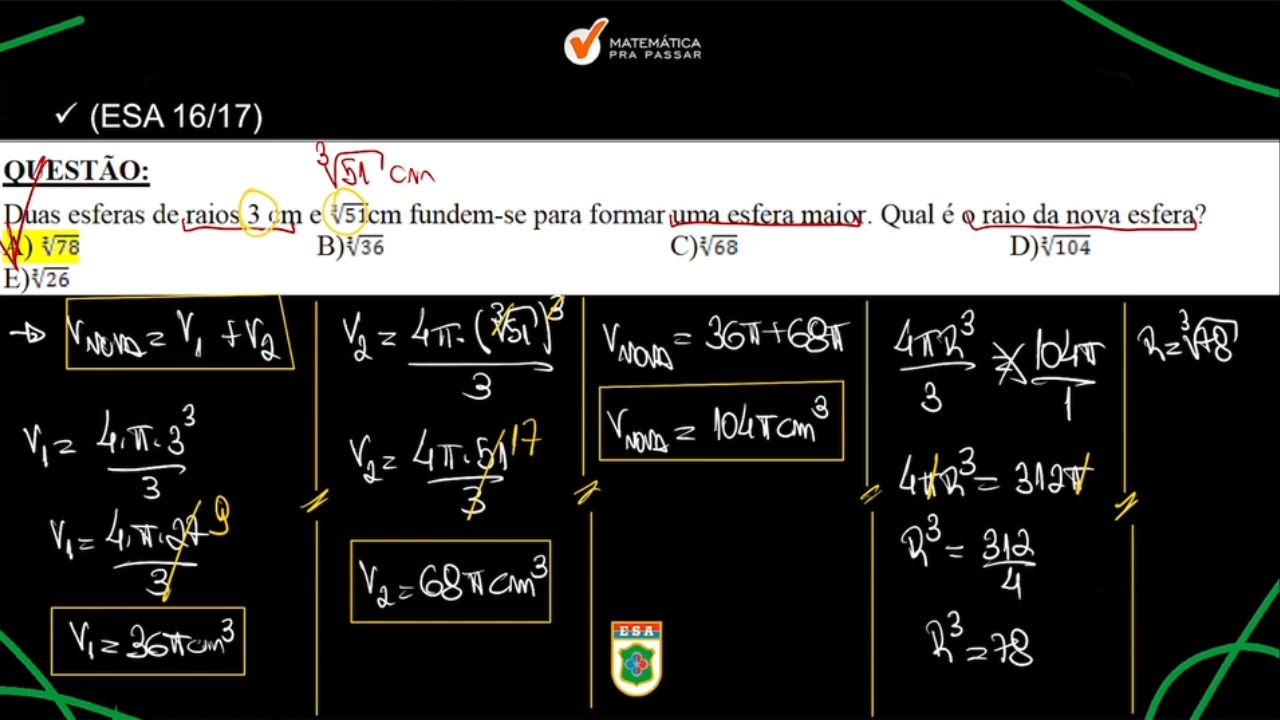 MATEMÁTICA
PRA PASSAR
✓ (ESA 16/17)
QUESTÃO:
∛51 cm
Duas esferas de raios 3 cm e ∛51cm fundem-se para formar uma esfera maior. Qual é o raio da nova esfera?
A) ∛78 B)∛36 C)∛68 D)∛104
E)∛26
→ V_NOVA = V₁ + V₂
V₁ = 4.π.3³/3
V₁ = 4.π.27/3 9
V₁ = 36π cm³
V₂ = 4π.(∛51)³/3
V₂ = 4π.51/3 17
V₂ = 68π cm³
V_NOVA = 36π + 68π
V_NOVA = 104π cm³
4πR³/3 = 104π/1
4πR³ = 312π
R³ = 312/4
R³ = 78
R = ∛78
ESA